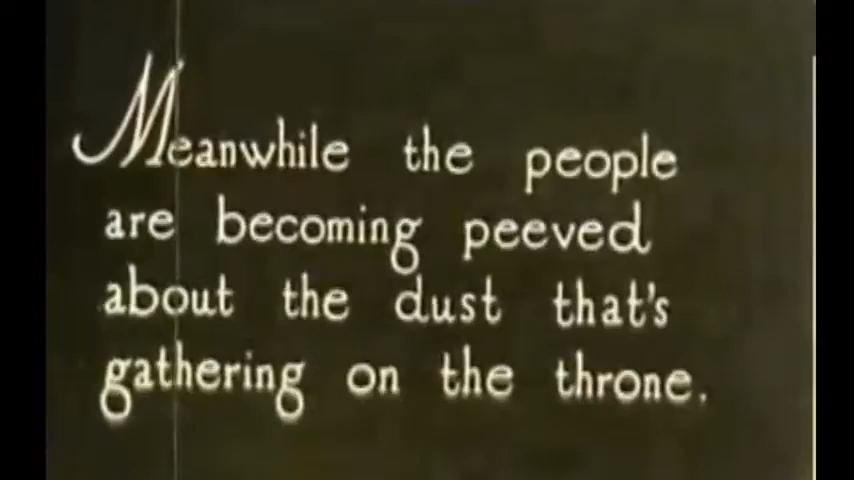 Meanwhile the people
are becoming peeved
about the dust that's
gathering on the throne.